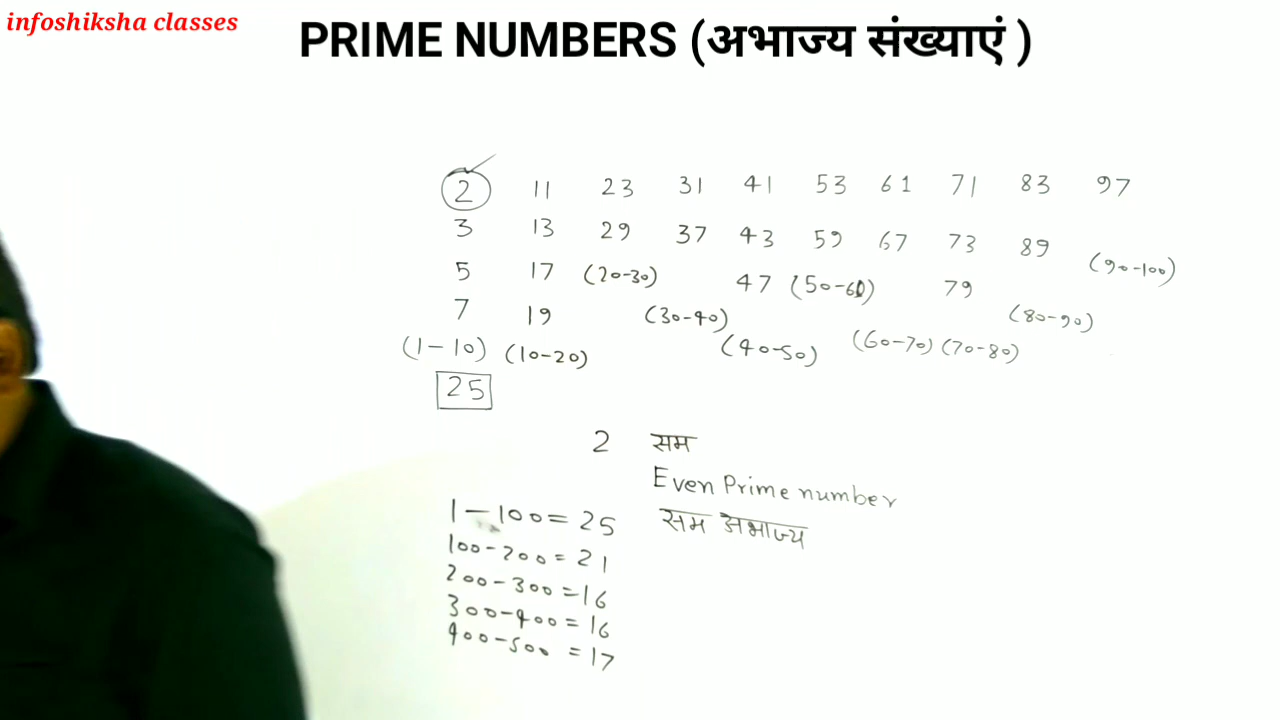 infoshiksha classes
PRIME NUMBERS (अभाज्य संख्याएं )
2 11 23 31 41 53 61 71 83 97
3 13 29 37 43 59 67 73 89
5 17 (20-30) 47 (50-60) 79 (90-100)
7 19 (30-40) (80-90)
(1-10) (10-20) (40-50) (60-70) (70-80)
25
2 सम
Even Prime number
सम अभाज्य
1-100=25
100-200=21
200-300=16
300-400=16
400-500=17